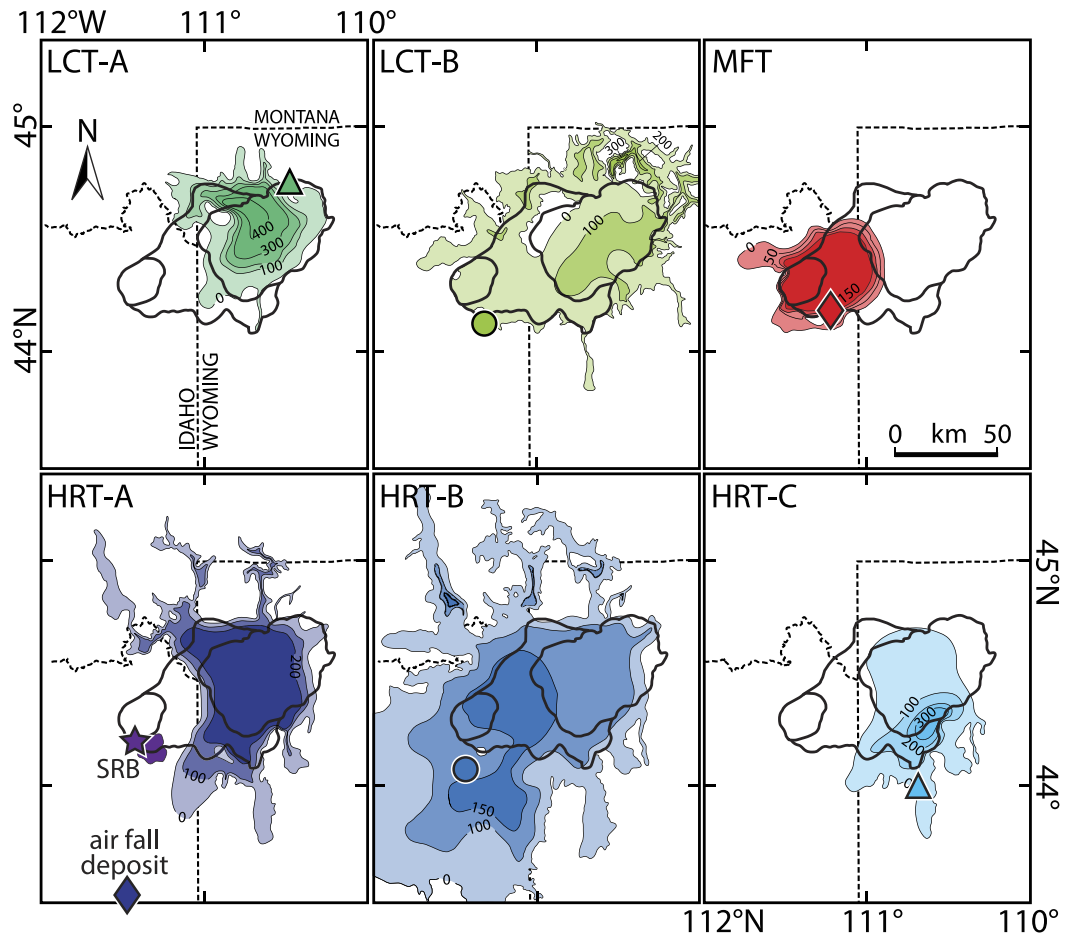 112°W 111° 110°
LCT-A
45°
N
MONTANA
WYOMING
400
300
100
0
44°N
IDAHO
WYOMING
LCT-B
200
300
0
100
MFT
0
50
150
0 km 50
HRT-A
200
SRB
100
0
air fall
deposit
HRT-B
150
100
0
HRT-C
100
300
200
0
45°N
44°
112°N 111° 110°